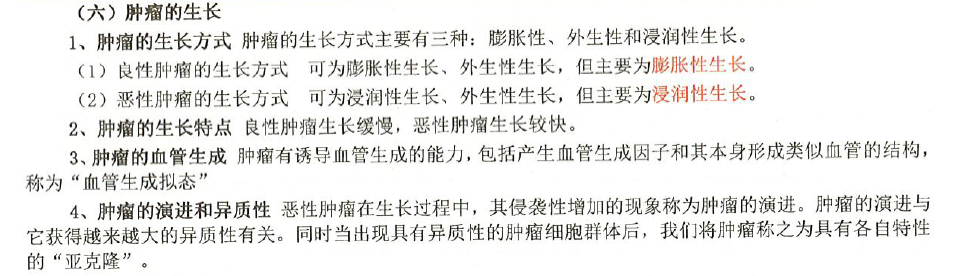 （六）肿瘤的生长
1、肿瘤的生长方式 肿瘤的生长方式主要有三种：膨胀性、外生性和浸润性生长。
（1）良性肿瘤的生长方式 可为膨胀性生长、外生性生长，但主要为膨胀性生长。
（2）恶性肿瘤的生长方式 可为浸润性生长、外生性生长，但主要为浸润性生长。
2、肿瘤的生长特点 良性肿瘤生长缓慢，恶性肿瘤生长较快。
3、肿瘤的血管生成 肿瘤有诱导血管生成的能力，包括产生血管生成因子和其本身形成类似血管的结构，
称为“血管生成拟态”
4、肿瘤的演进和异质性 恶性肿瘤在生长过程中，其侵袭性增加的现象称为肿瘤的演进。肿瘤的演进与
它获得越来越大的异质性有关。同时当出现具有异质性的肿瘤细胞群体后，我们将肿瘤称之为具有各自特性
的“亚克隆”。